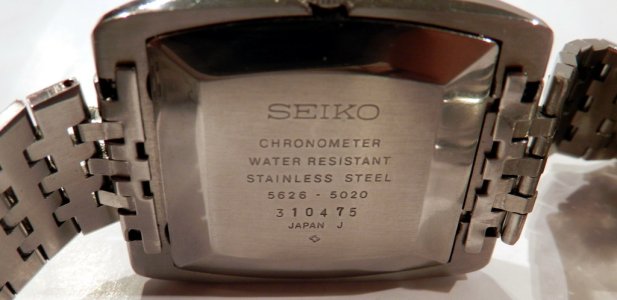 SEIKO
CHRONOMETER
WATER RESISTANT
STAINLESS STEEL
5626 - 5020
310475
JAPAN J